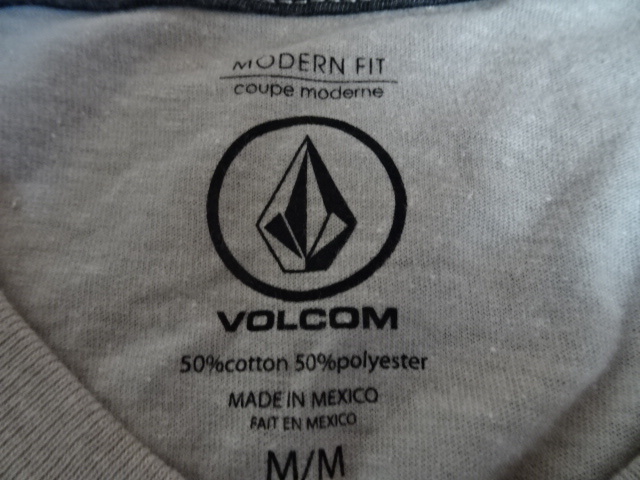 MODERN FIT
coupe moderne
VOLCOM
50%cotton 50%polyester
MADE IN MEXICO
FAIT EN MEXICO
M/M